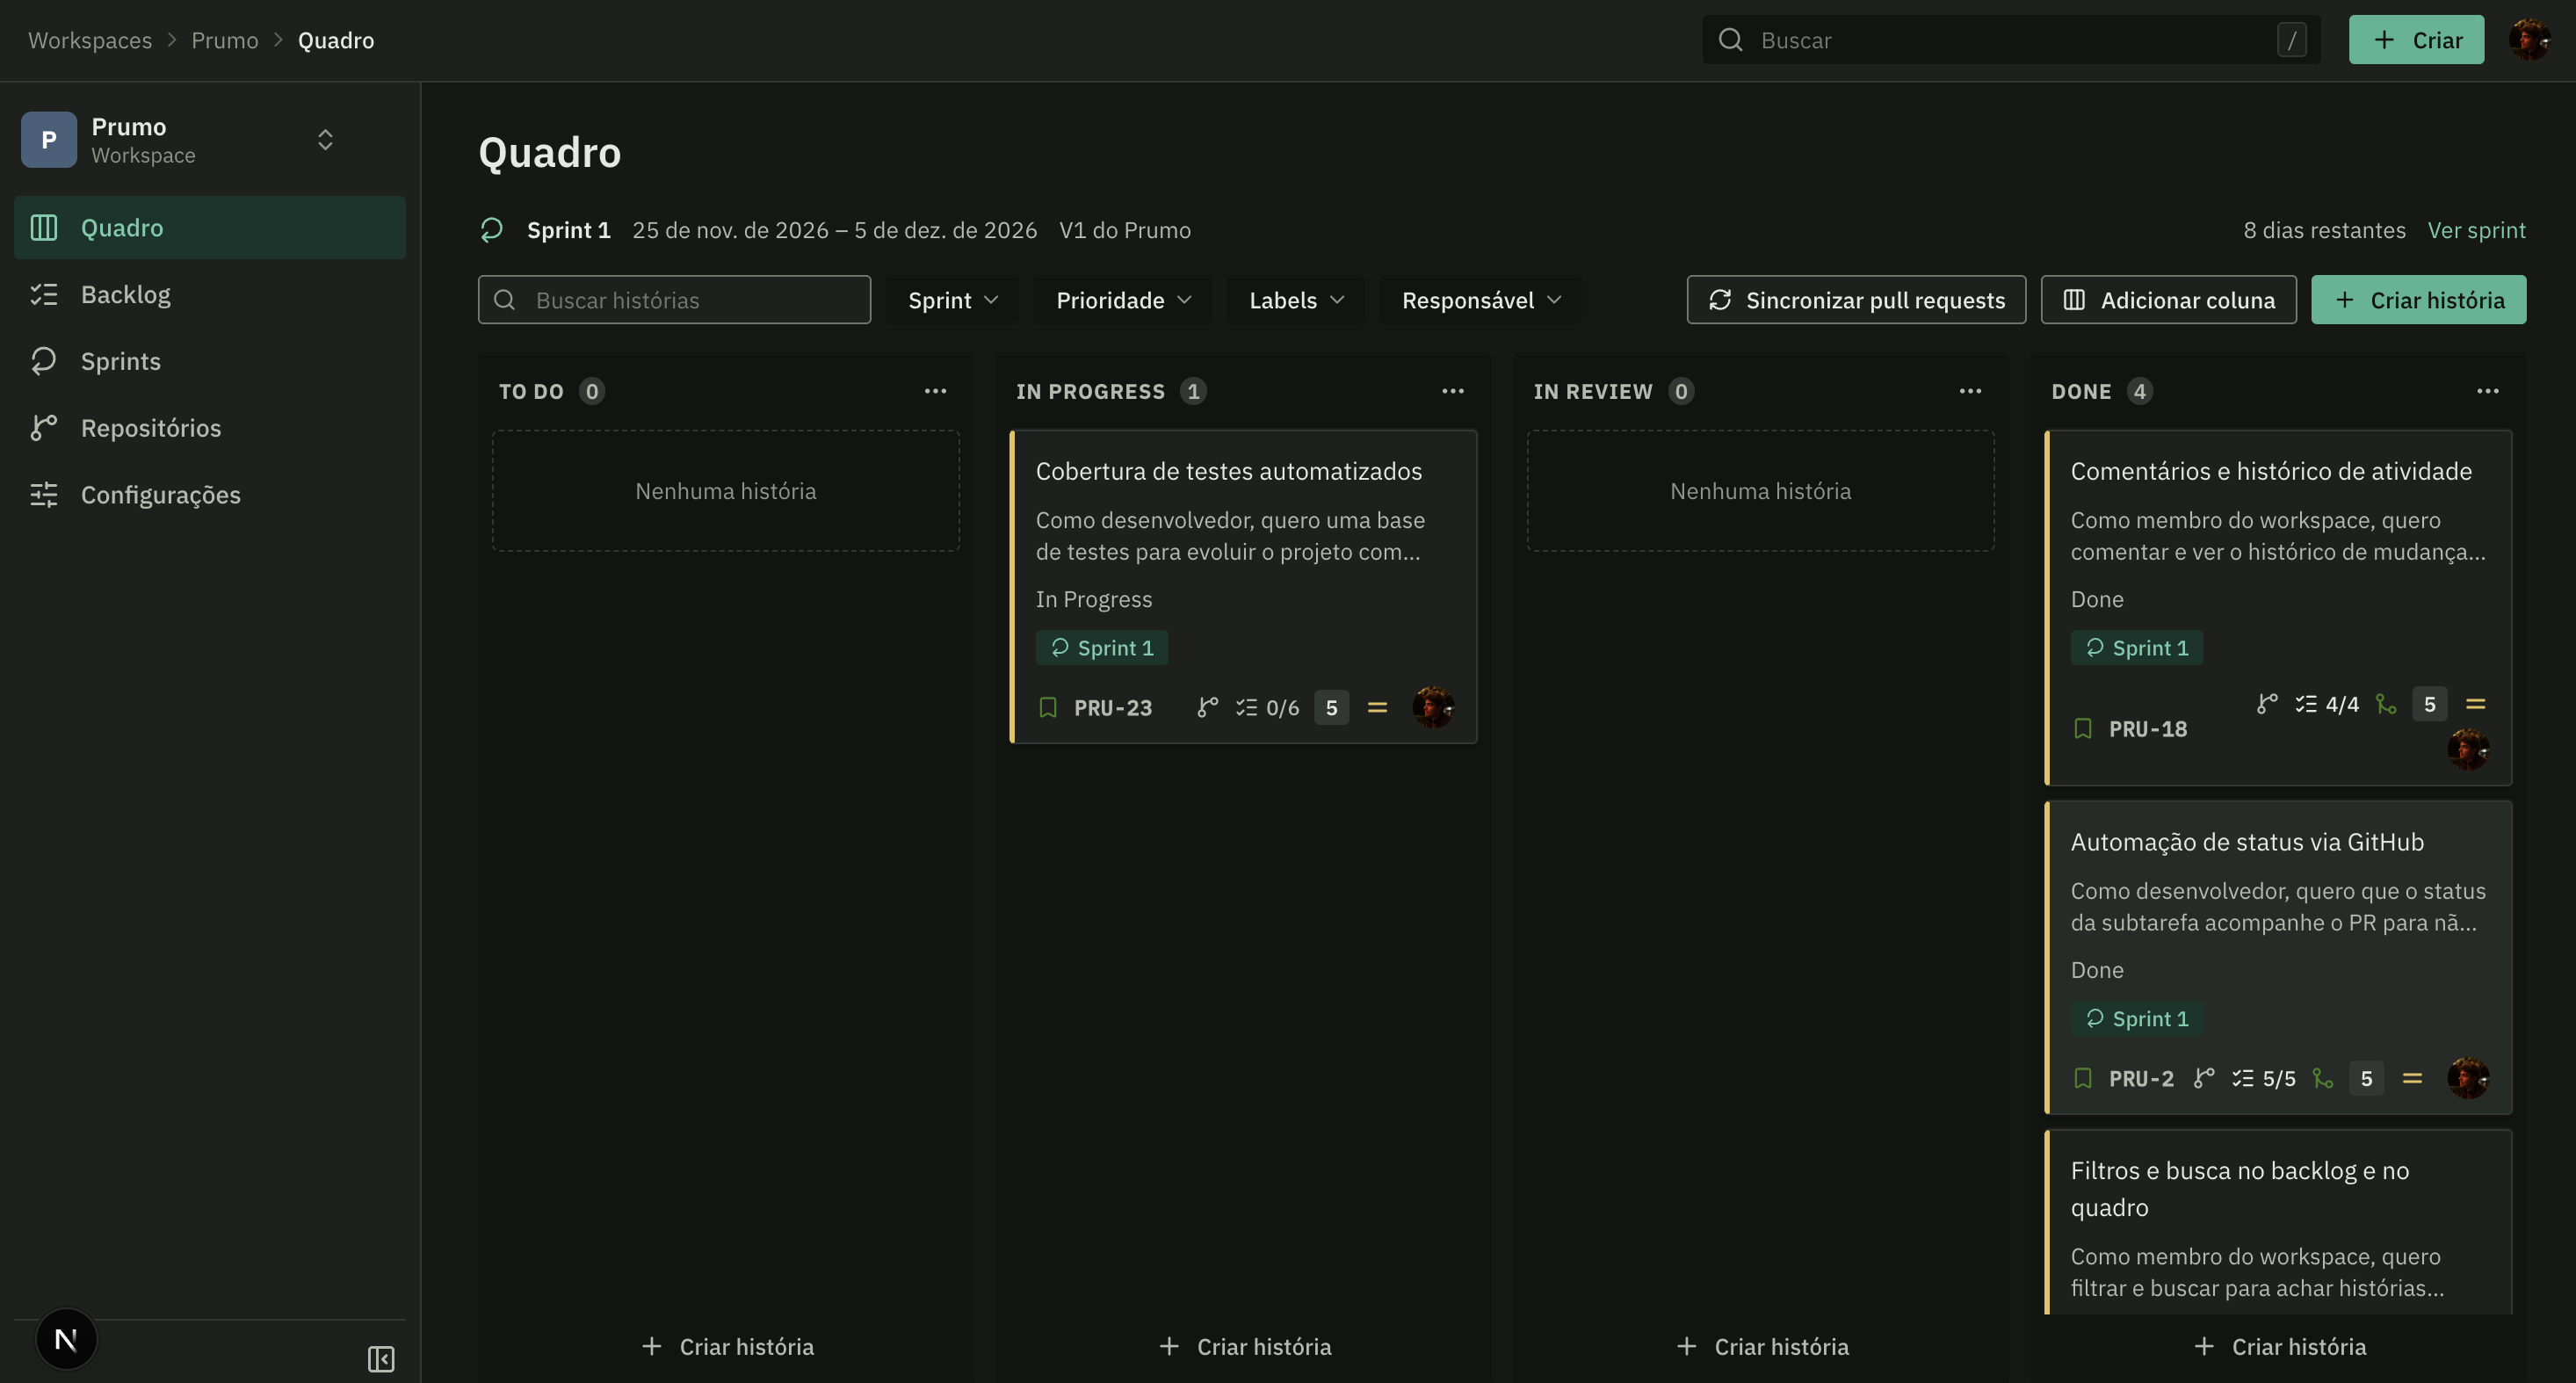 Workspaces > Prumo > Quadro
Buscar /
+ Criar
P
Prumo
Workspace
Quadro
Backlog
Sprints
Repositórios
Configurações
N
Quadro
Sprint 1 25 de nov. de 2026 – 5 de dez. de 2026 V1 do Prumo
8 dias restantes Ver sprint
Buscar histórias
Sprint
Prioridade
Labels
Responsável
Sincronizar pull requests
Adicionar coluna
+ Criar história
TO DO 0
Nenhuma história
+ Criar história
IN PROGRESS 1
Cobertura de testes automatizados
Como desenvolvedor, quero uma base
de testes para evoluir o projeto com...
In Progress
Sprint 1
PRU-23 0/6 5
+ Criar história
IN REVIEW 0
Nenhuma história
+ Criar história
DONE 4
Comentários e histórico de atividade
Como membro do workspace, quero
comentar e ver o histórico de mudança...
Done
Sprint 1
PRU-18 4/4 5
Automação de status via GitHub
Como desenvolvedor, quero que o status
da subtarefa acompanhe o PR para nã...
Done
Sprint 1
PRU-2 5/5 5
Filtros e busca no backlog e no
quadro
Como membro do workspace, quero
filtrar e buscar para achar histórias...
+ Criar história